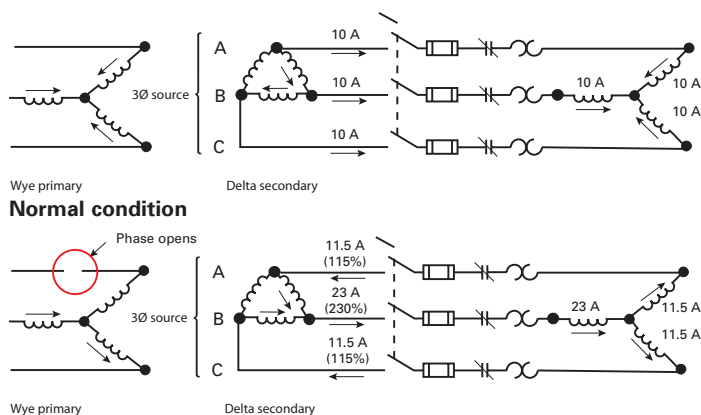 10 A
A
10 A
B
3Ø source
10 A
10 A
10 A
10 A
C
Wye primary
Delta secondary
Normal condition
Phase opens
11.5 A
(115%)
A
23 A
(230%)
B
3Ø source
23 A
11.5 A
11.5 A
11.5 A
(115%)
C
Wye primary
Delta secondary